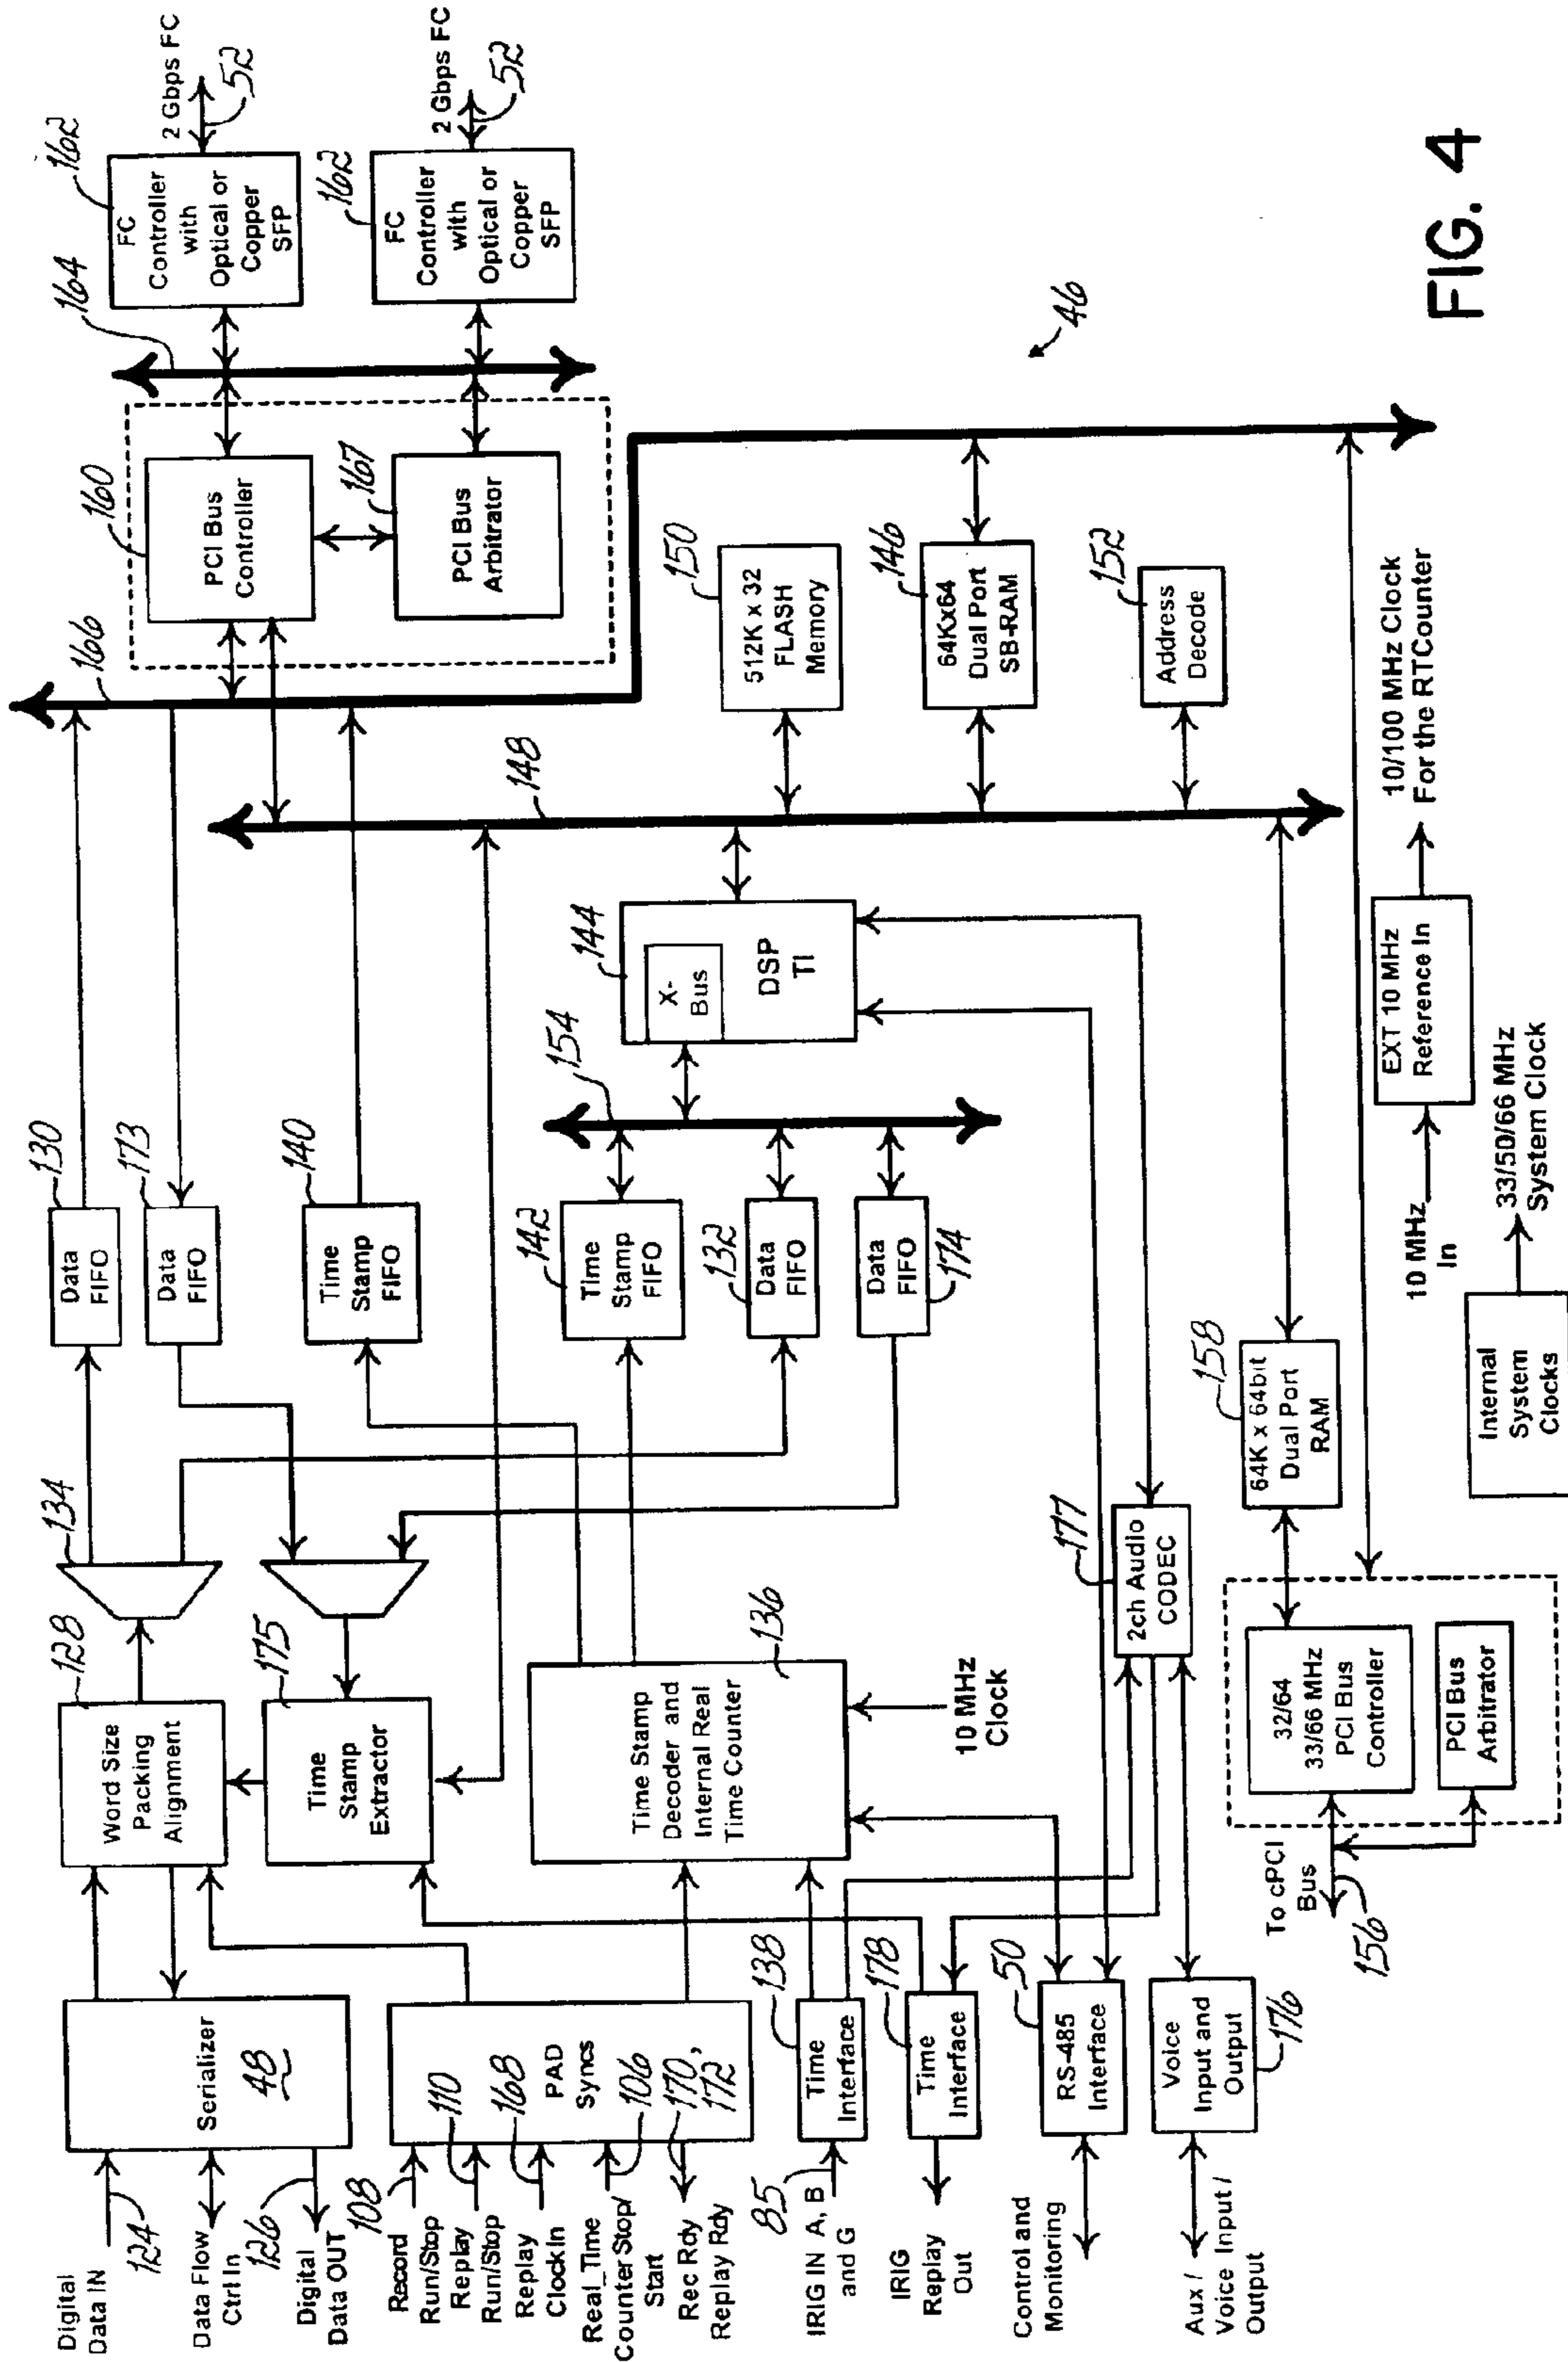 Digital
Data IN
124
Data Flow
Ctrl In
126
Digital
Data OUT
Serializer
48
108
Record
Run/Stop
110
Replay
Run/Stop
168
Replay
Clock In
PAD
Syncs
106
Real_Time
Counter Stop/
Start
170,
172
Rec Rdy
Replay Rdy
85
IRIG IN A, B
and G
138
Time
Interface
178
IRIG
Replay
Out
Time
Interface
50
Control and
Monitoring
RS-485
Interface
Aux /
Voice Input /
Output
Voice
Input and
Output
176
128
Word Size
Packing
Alignment
134
175
Time
Stamp
Extractor
136
Time Stamp
Decoder and
Internal Real
Time Counter
10 MHz
Clock
177
2ch Audio
CODEC
To cPCI
Bus
156
32/64
33/66 MHz
PCI Bus
Controller
PCI Bus
Arbitrator
158
64K x 64bit
Dual Port
RAM
Internal
System
Clocks
33/50/66 MHz
System Clock
10 MHz
In
EXT 10 MHz
Reference In
10/100 MHz Clock
For the RTCounter
130
Data
FIFO
173
Data
FIFO
140
Time
Stamp
FIFO
142
Time
Stamp
FIFO
132
Data
FIFO
174
Data
FIFO
154
144
X-
Bus
DSP
TI
148
150
512K x 32
FLASH
Memory
146
64Kx64
Dual Port
SB-RAM
152
Address
Decode
166
160
PCI Bus
Controller
167
PCI Bus
Arbitrator
164
162
FC
Controller
with
Optical or
Copper
SFP
2 Gbps FC
52
162
FC
Controller
with
Optical or
Copper
SFP
2 Gbps FC
52
46
FIG. 4